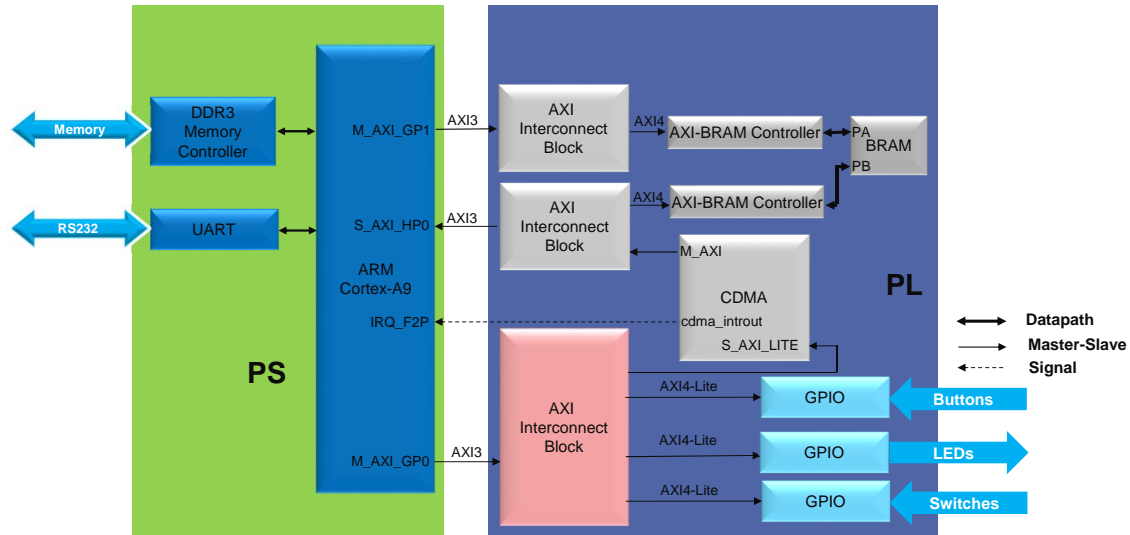 Memory
DDR3
Memory
Controller
M_AXI_GP1
AXI3
AXI
Interconnect
Block
AXI4
AXI-BRAM Controller
PA
BRAM
PB
RS232
UART
S_AXI_HP0
AXI3
AXI
Interconnect
Block
AXI4
AXI-BRAM Controller
ARM
Cortex-A9
IRQ_F2P
M_AXI
CDMA
cdma_introut
S_AXI_LITE
PL
PS
Datapath
Master-Slave
Signal
M_AXI_GP0
AXI3
AXI
Interconnect
Block
AXI4-Lite
GPIO
Buttons
AXI4-Lite
GPIO
LEDs
AXI4-Lite
GPIO
Switches